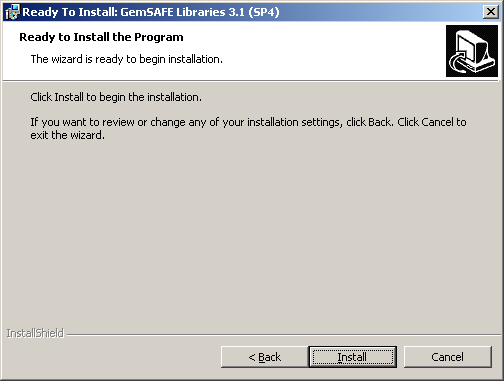 Ready To Install: GemSAFE Libraries 3.1 (SP4)
Ready to Install the Program
The wizard is ready to begin installation.
Click Install to begin the installation.
If you want to review or change any of your installation settings, click Back. Click Cancel to
exit the wizard.
InstallShield
< Back
Install
Cancel